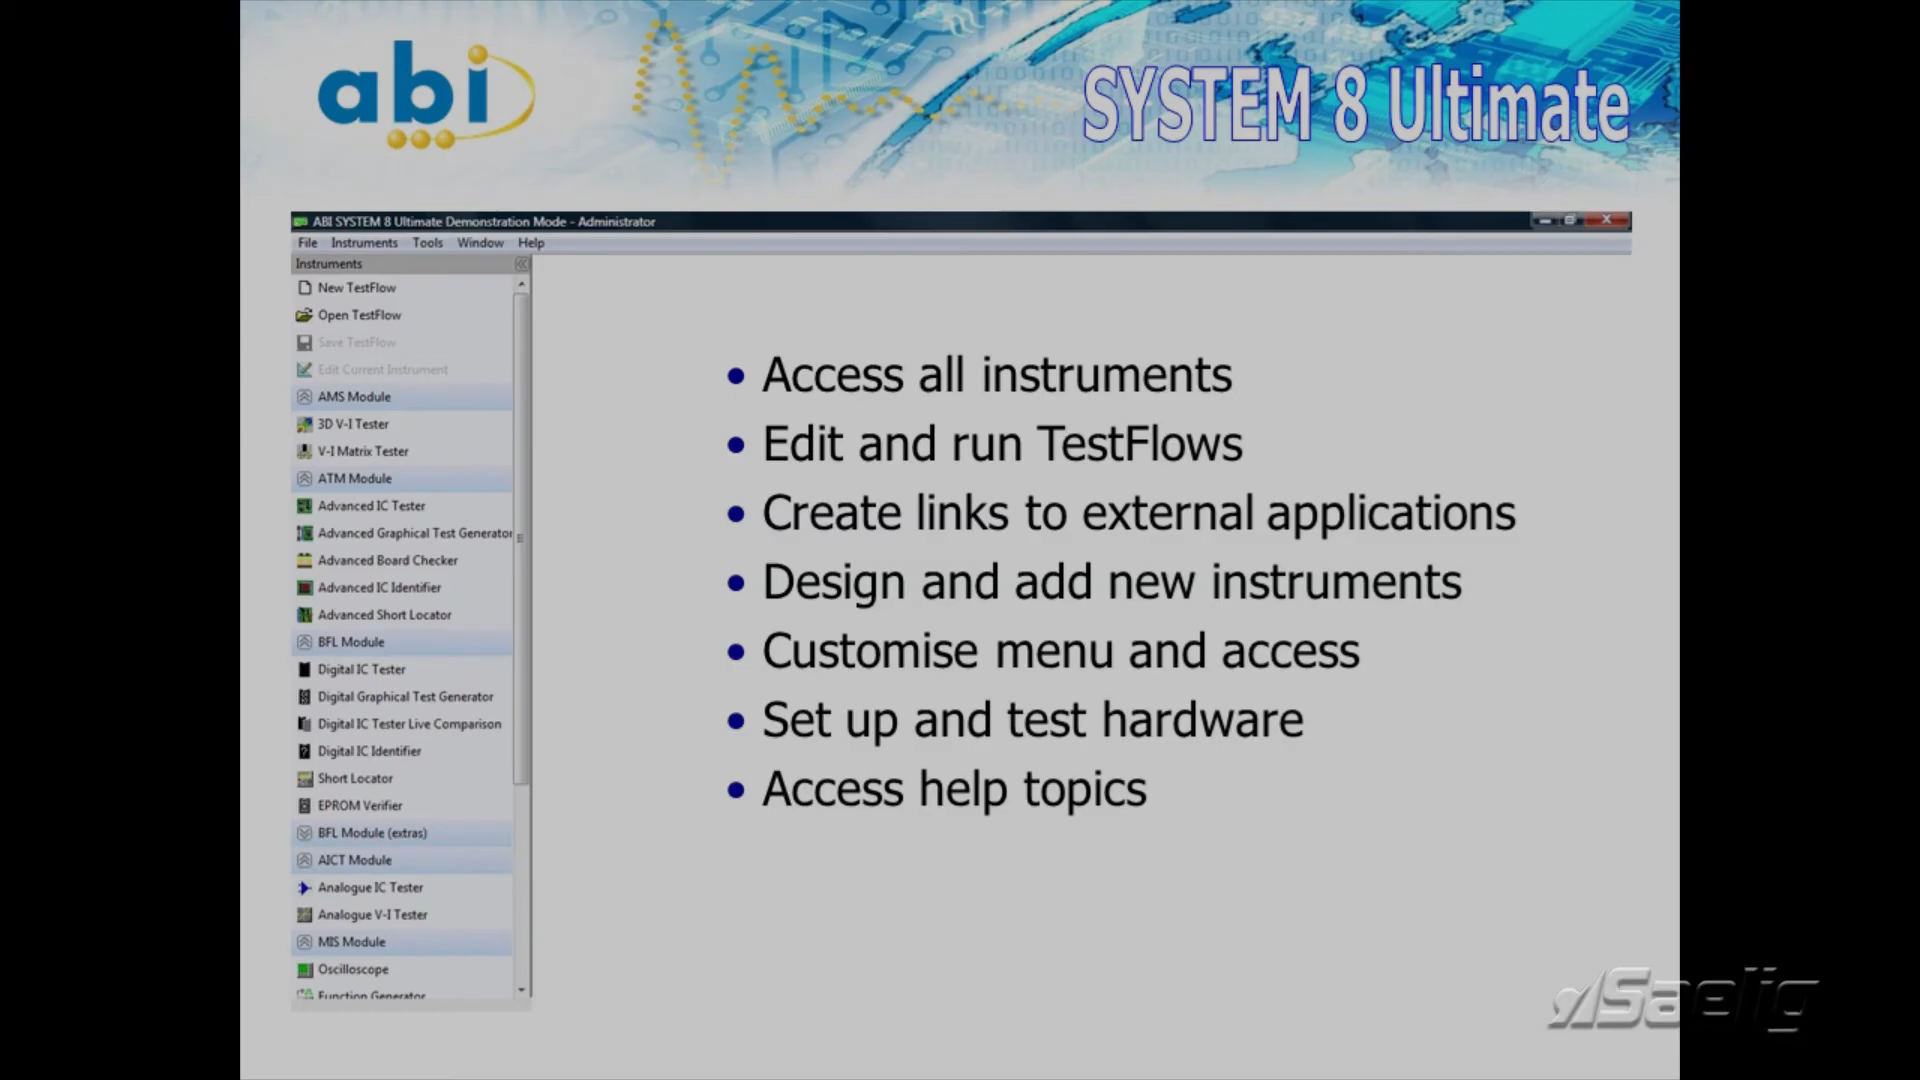 abi
SYSTEM 8 Ultimate
ABI SYSTEM 8 Ultimate Demonstration Mode - Administrator
File Instruments Tools Window Help
Instruments
New TestFlow
Open TestFlow
Save TestFlow
Edit Current Instrument
AMS Module
3D V-I Tester
V-I Matrix Tester
ATM Module
Advanced IC Tester
Advanced Graphical Test Generator
Advanced Board Checker
Advanced IC Identifier
Advanced Short Locator
BFL Module
Digital IC Tester
Digital Graphical Test Generator
Digital IC Tester Live Comparison
Digital IC Identifier
Short Locator
EPROM Verifier
BFL Module (extras)
AICT Module
Analogue IC Tester
Analogue V-I Tester
MIS Module
Oscilloscope
Function Generator
• Access all instruments
• Edit and run TestFlows
• Create links to external applications
• Design and add new instruments
• Customise menu and access
• Set up and test hardware
• Access help topics
Saelig